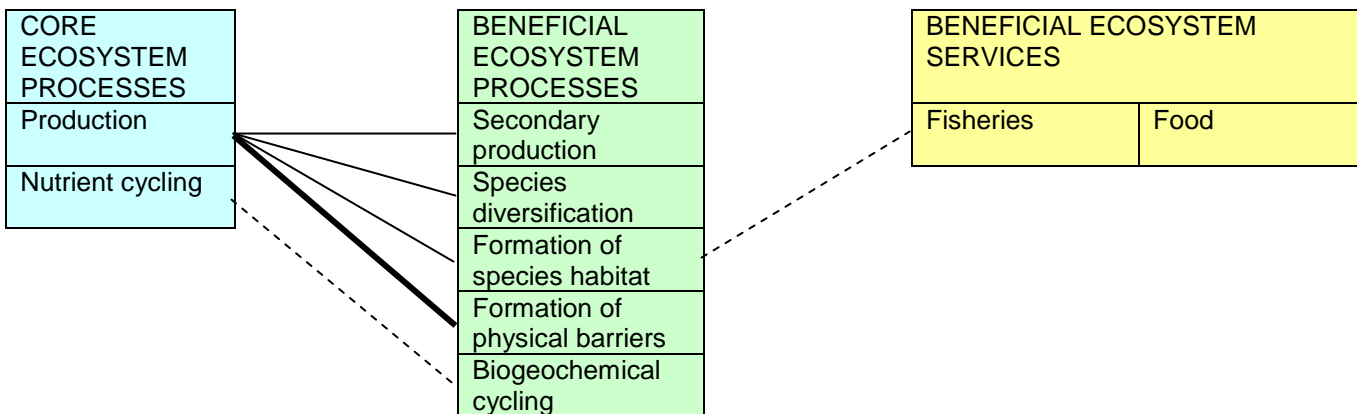 CORE
ECOSYSTEM
PROCESSES
Production
Nutrient cycling
BENEFICIAL
ECOSYSTEM
PROCESSES
Secondary
production
Species
diversification
Formation of
species habitat
Formation of
physical barriers
Biogeochemical
cycling
BENEFICIAL ECOSYSTEM
SERVICES
Fisheries
Food